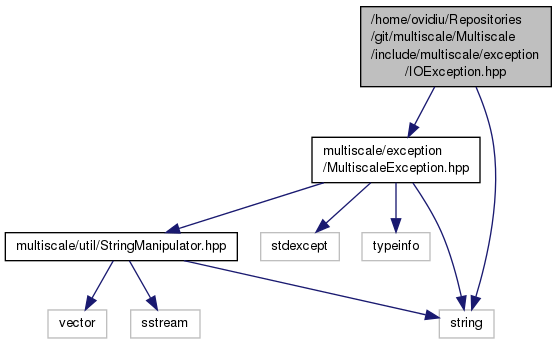 /home/ovidiu/Repositories
/git/multiscale/Multiscale
/include/multiscale/exception
/IOException.hpp
multiscale/exception
/MultiscaleException.hpp
multiscale/util/StringManipulator.hpp
stdexcept
typeinfo
vector
sstream
string